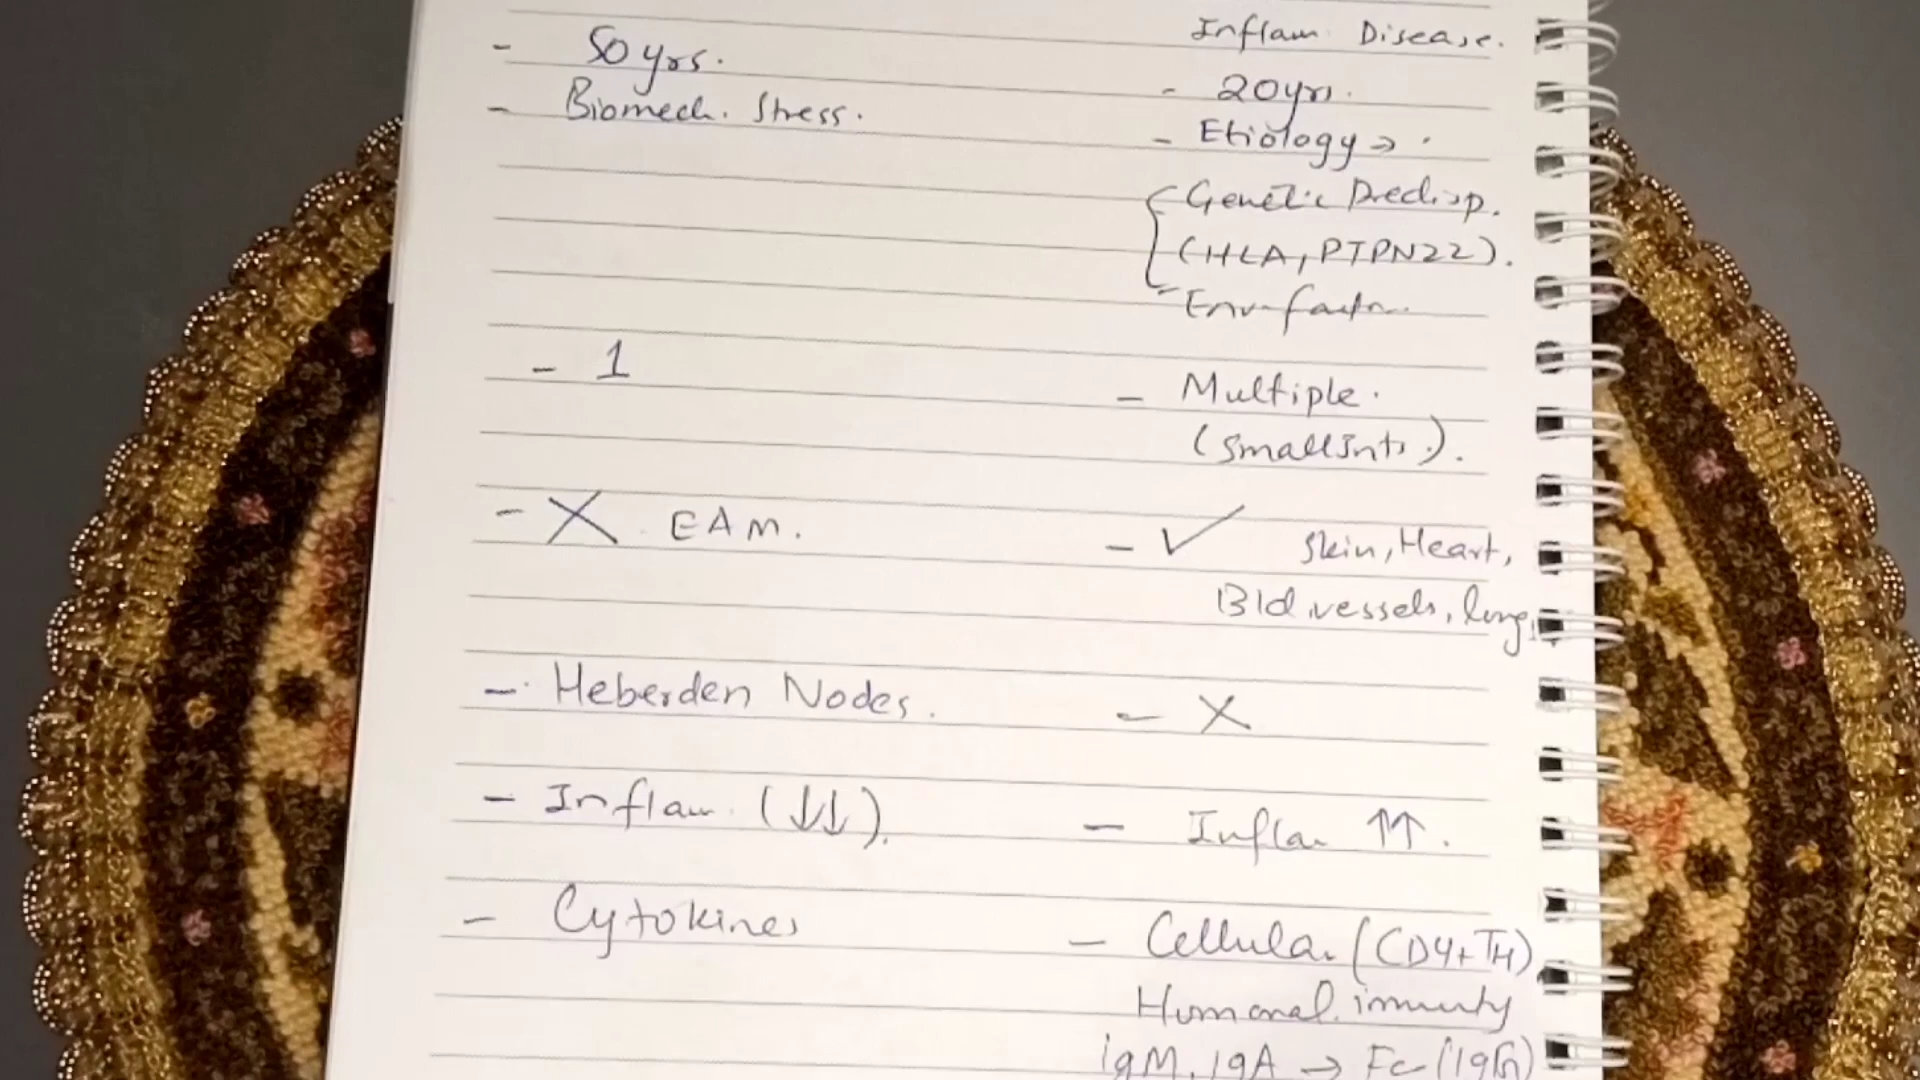 Inflam Disease.
- 50 yrs.
- 20yrs.
- Biomech. Stress.
- Etiology →
Genetic Predisp.
(HLA, PTPN22).
Env. factr
- 1
- Multiple.
(small Jnts).
- X EAM.
- ✓ Skin, Heart,
Bld vessels, lung,
- Heberden Nodes.
- X
- Inflam (↓↓).
- Inflam ↑↑.
- Cytokines
- Cellular (CD4+TH)
Humoral immunity
IgM, IgA → Fc (IgG)